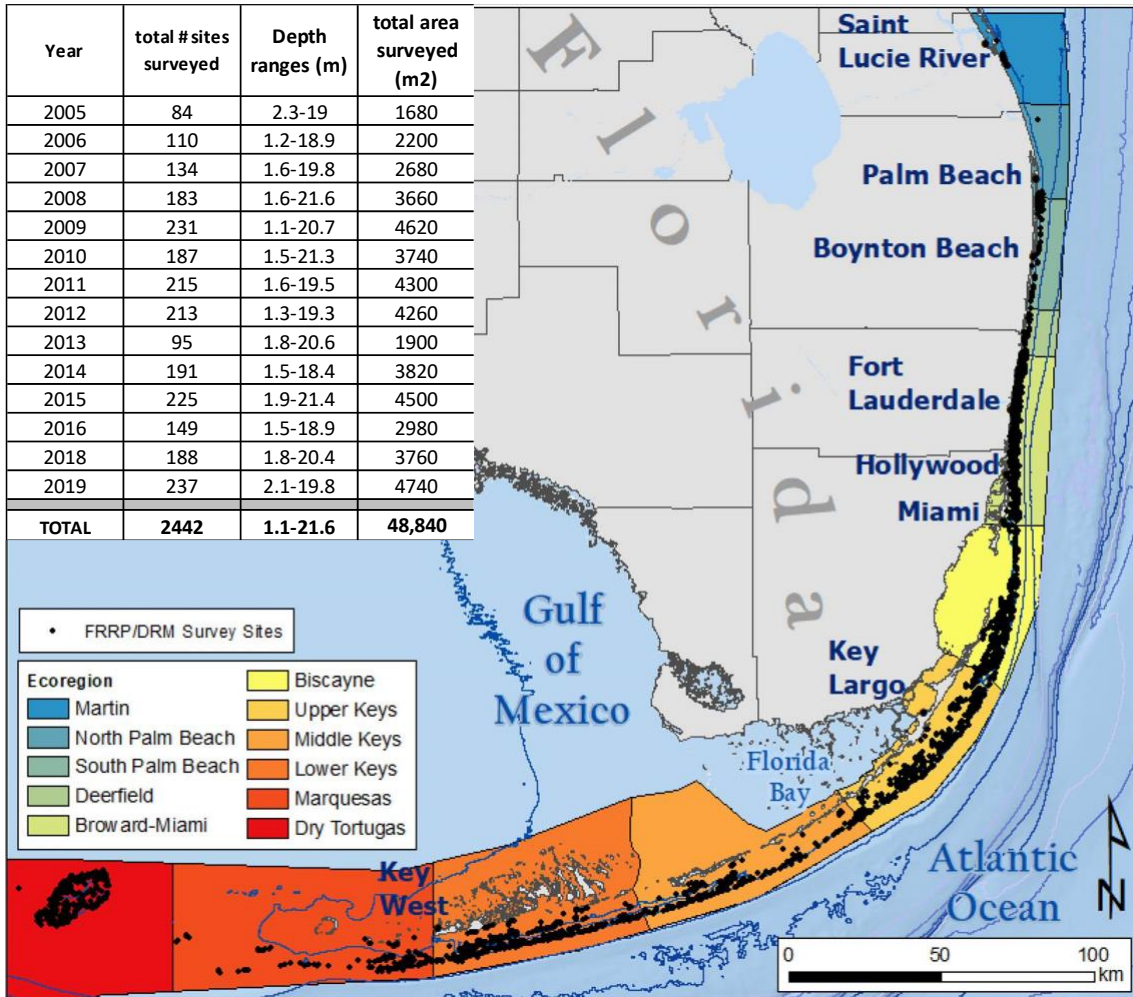 Year total # sites surveyed Depth ranges (m) total area surveyed (m2)
2005 84 2.3-19 1680
2006 110 1.2-18.9 2200
2007 134 1.6-19.8 2680
2008 183 1.6-21.6 3660
2009 231 1.1-20.7 4620
2010 187 1.5-21.3 3740
2011 215 1.6-19.5 4300
2012 213 1.3-19.3 4260
2013 95 1.8-20.6 1900
2014 191 1.5-18.4 3820
2015 225 1.9-21.4 4500
2016 149 1.5-18.9 2980
2018 188 1.8-20.4 3760
2019 237 2.1-19.8 4740
TOTAL 2442 1.1-21.6 48,840
Florida
Saint
Lucie River
Palm Beach
Boynton Beach
Fort
Lauderdale
Hollywood
Miami
Key
Largo
Gulf
of
Mexico
Florida
Bay
Key
West
Atlantic
Ocean
FRRP/DRM Survey Sites
Ecoregion
Martin
North Palm Beach
South Palm Beach
Deerfield
Broward-Miami
Biscayne
Upper Keys
Middle Keys
Lower Keys
Marquesas
Dry Tortugas
N
0 50 100
km